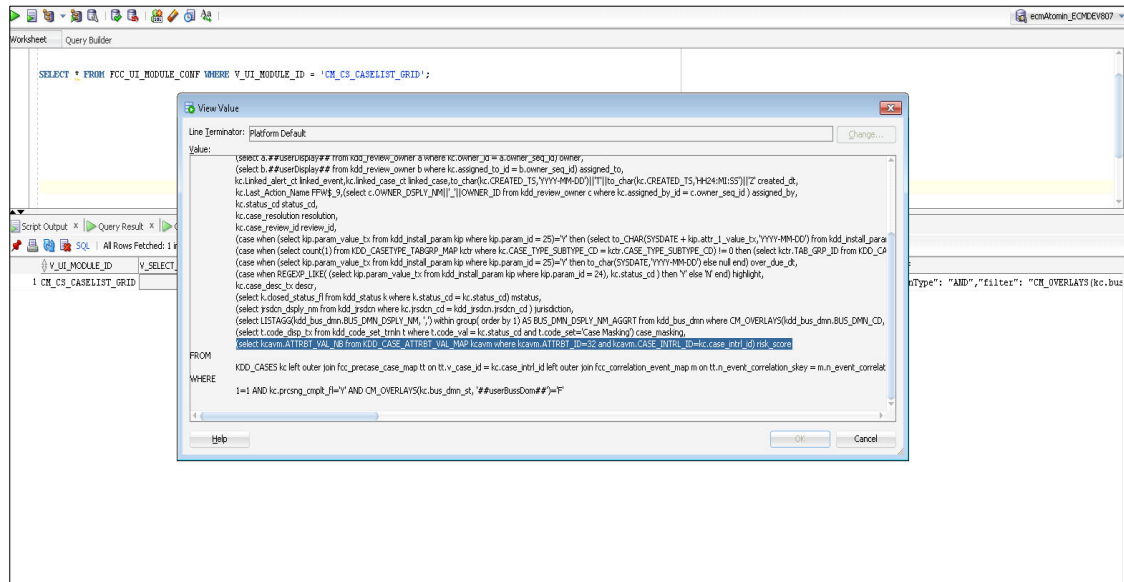 ecmAtomin_ECMDEV807
Worksheet Query Builder
SELECT * FROM FCC_UI_MODULE_CONF WHERE V_UI_MODULE_ID = 'CM_CS_CASELIST_GRID';
View Value
Line Terminator: Platform Default Change...
Value:
(select a.##userDisplay## from kdd_review_owner a where kc.owner_id = a.owner_seq_id) owner,
(select b.##userDisplay## from kdd_review_owner b where kc.assigned_to_id = b.owner_seq_id) assigned_to,
kc.Linked_alert_ct linked_event,kc.linked_case_ct linked_case,to_char(kc.CREATED_TS,'YYYY-MM-DD')||'T'||to_char(kc.CREATED_TS,'HH24:MI:SS')||'Z' created_dt,
kc.Last_Action_Name FFW$_9,(select c.OWNER_DSPLY_NM||'_'||OWNER_ID from kdd_review_owner c where kc.assigned_by_id = c.owner_seq_id ) assigned_by,
kc.status_cd status_cd,
kc.case_resolution resolution,
kc.case_review_id review_id,
(case when (select kip.param_value_tx from kdd_install_param kip where kip.param_id = 25)='Y' then (select to_CHAR(SYSDATE + kip.attr_1_value_tx,'YYYY-MM-DD') from kdd_install_parar
(case when (select count(1) from KDD_CASETYPE_TABGRP_MAP kctr where kc.CASE_TYPE_SUBTYPE_CD = kctr.CASE_TYPE_SUBTYPE_CD) != 0 then (select kctr.TAB_GRP_ID from KDD_CA
(case when (select kip.param_value_tx from kdd_install_param kip where kip.param_id = 25)='Y' then to_char(SYSDATE,'YYYY-MM-DD') else null end) over_due_dt,
(case when REGEXP_LIKE( (select kip.param_value_tx from kdd_install_param kip where kip.param_id = 24), kc.status_cd ) then 'Y' else 'N' end) highlight,
kc.case_desc_tx descr,
(select k.closed_status_fl from kdd_status k where k.status_cd = kc.status_cd) mstatus,
(select jrsdcn_dsply_nm from kdd_jrsdcn where kc.jrsdcn_cd = kdd_jrsdcn.jrsdcn_cd ) jurisdiction,
(select LISTAGG(kdd_bus_dmn.BUS_DMN_DSPLY_NM, ',') within group( order by 1) AS BUS_DMN_DSPLY_NM_AGGRT from kdd_bus_dmn where CM_OVERLAYS(kdd_bus_dmn.BUS_DMN_CD,
(select t.code_disp_tx from kdd_code_set_trnln t where t.code_val = kc.status_cd and t.code_set='Case Masking') case_masking,
(select kcavm.ATTRBT_VAL_NB from KDD_CASE_ATTRBT_VAL_MAP kcavm where kcavm.ATTRBT_ID=32 and kcavm.CASE_INTRL_ID=kc.case_intrl_id) risk_score
FROM
KDD_CASES kc left outer join fcc_precase_case_map tt on tt.v_case_id = kc.case_intrl_id left outer join fcc_correlation_event_map m on tt.n_event_correlation_skey = m.n_event_correlat
WHERE
1=1 AND kc.prcsng_cmplt_fl='Y' AND CM_OVERLAYS(kc.bus_dmn_st, '##userBussDom##')='F'
Help OK Cancel
Script Output x Query Result x
SQL | All Rows Fetched: 1 i
V_UI_MODULE_ID V_SELECT_
1 CM_CS_CASELIST_GRID nType": "AND","filter": "CM_OVERLAYS(kc.bus